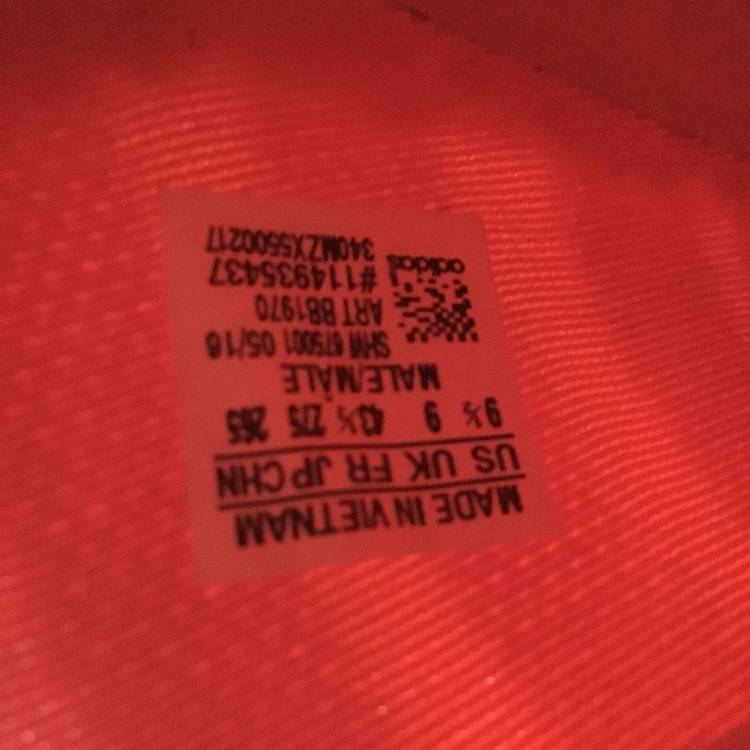 MADE IN VIETNAM
US UK FR JP CHN
9½ 9 43⅓ 275 265
MALE/MÀLE
SHW 675001 05/16
ART BB1970
#114935437
adidas
340MZX5500217